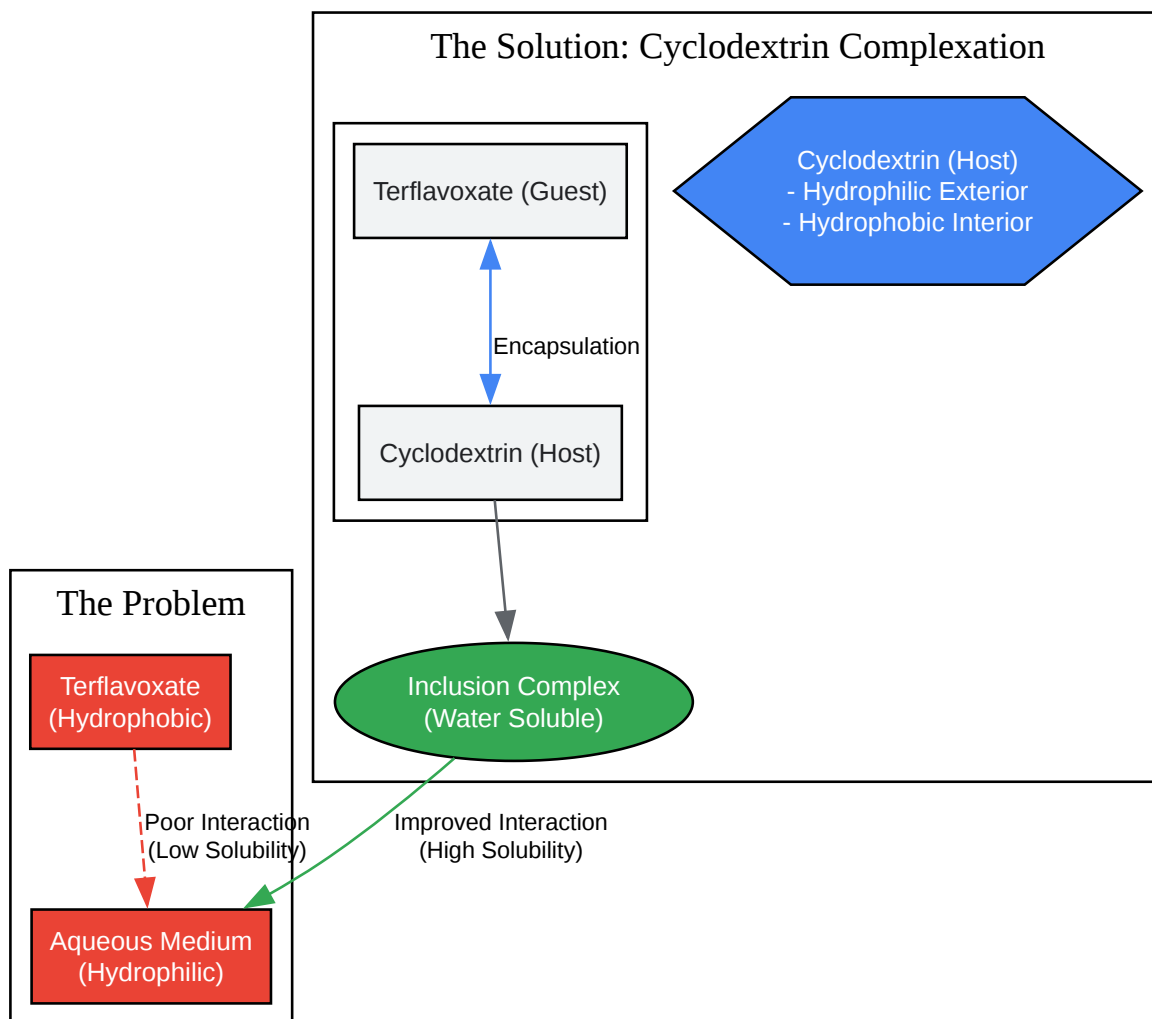 The Solution: Cyclodextrin Complexation
Cyclodextrin (Host)
- Hydrophilic Exterior
- Hydrophobic Interior
Terflavoxate (Guest)
Encapsulation
Cyclodextrin (Host)
The Problem
Terflavoxate
(Hydrophobic)
Inclusion Complex
(Water Soluble)
Poor Interaction
(Low Solubility)
Improved Interaction
(High Solubility)
Aqueous Medium
(Hydrophilic)